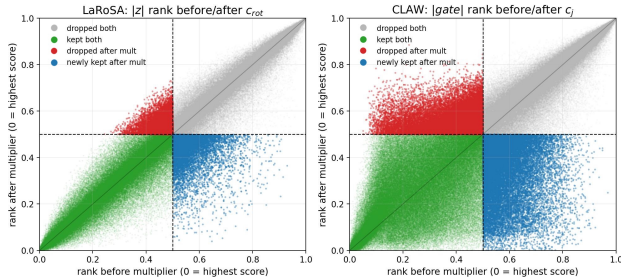 LaRoSA: |z| rank before/after c_rot
1.0
0.8
0.6
0.4
0.2
0.0
rank after multiplier (0 = highest score)
dropped both
kept both
dropped after mult
newly kept after mult
0.0 0.2 0.4 0.6 0.8 1.0
rank before multiplier (0 = highest score)
CLAW: |gate| rank before/after c_j
1.0
0.8
0.6
0.4
0.2
0.0
rank after multiplier (0 = highest score)
dropped both
kept both
dropped after mult
newly kept after mult
0.0 0.2 0.4 0.6 0.8 1.0
rank before multiplier (0 = highest score)